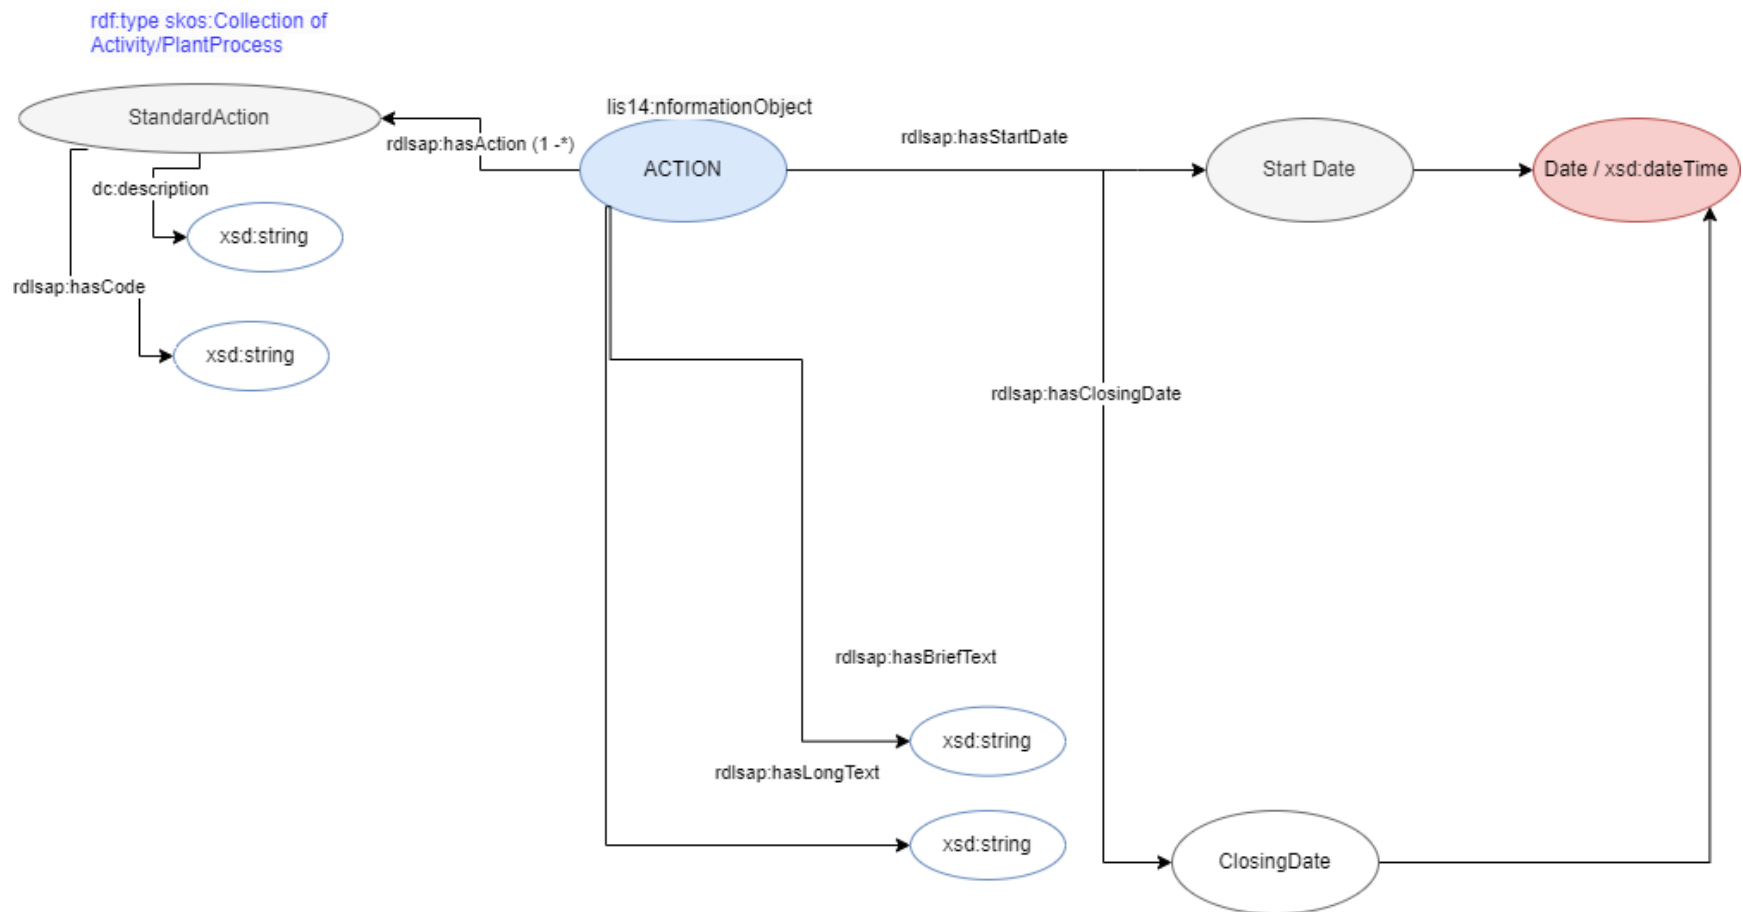 rdf:type skos:Collection of
Activity/PlantProcess
StandardAction
lis14:nformationObject
rdlsap:hasAction (1 -*)
ACTION
rdlsap:hasStartDate
Start Date
Date / xsd:dateTime
dc:description
xsd:string
rdlsap:hasCode
xsd:string
rdlsap:hasClosingDate
rdlsap:hasBriefText
xsd:string
rdlsap:hasLongText
xsd:string
ClosingDate